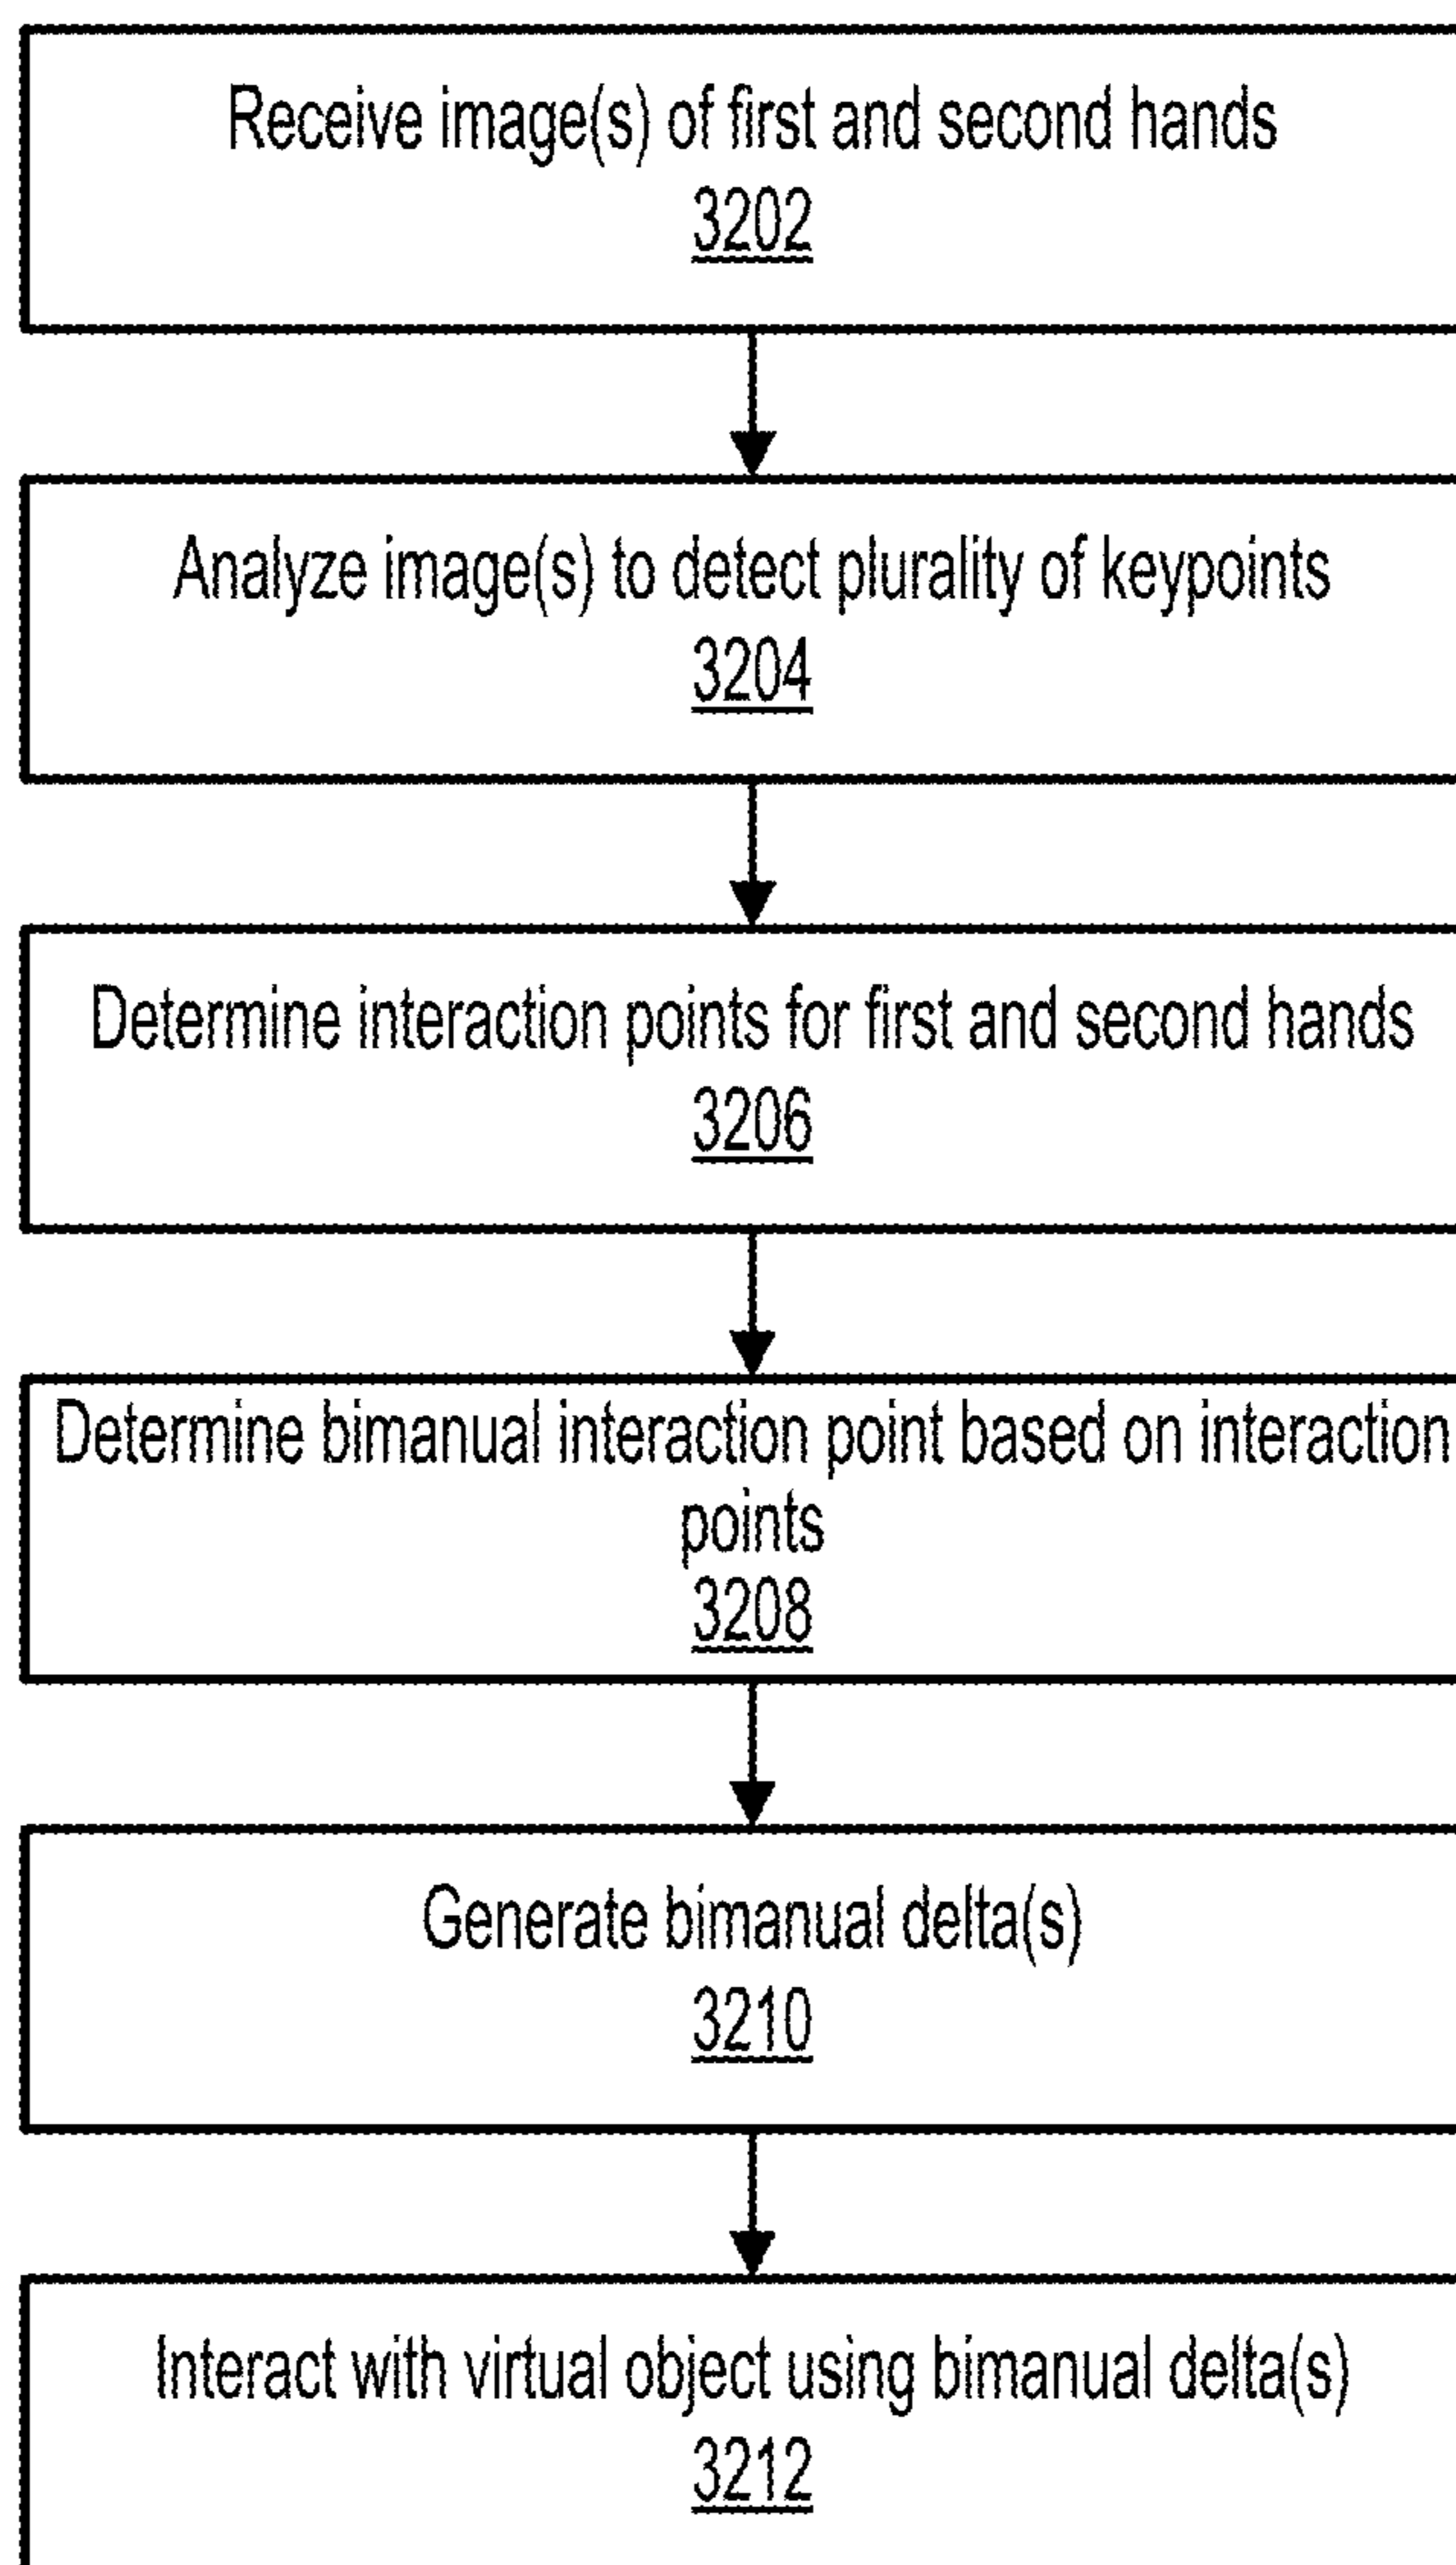 Receive image(s) of first and second hands
3202
Analyze image(s) to detect plurality of keypoints
3204
Determine interaction points for first and second hands
3206
Determine bimanual interaction point based on interaction
points
3208
Generate bimanual delta(s)
3210
Interact with virtual object using bimanual delta(s)
3212